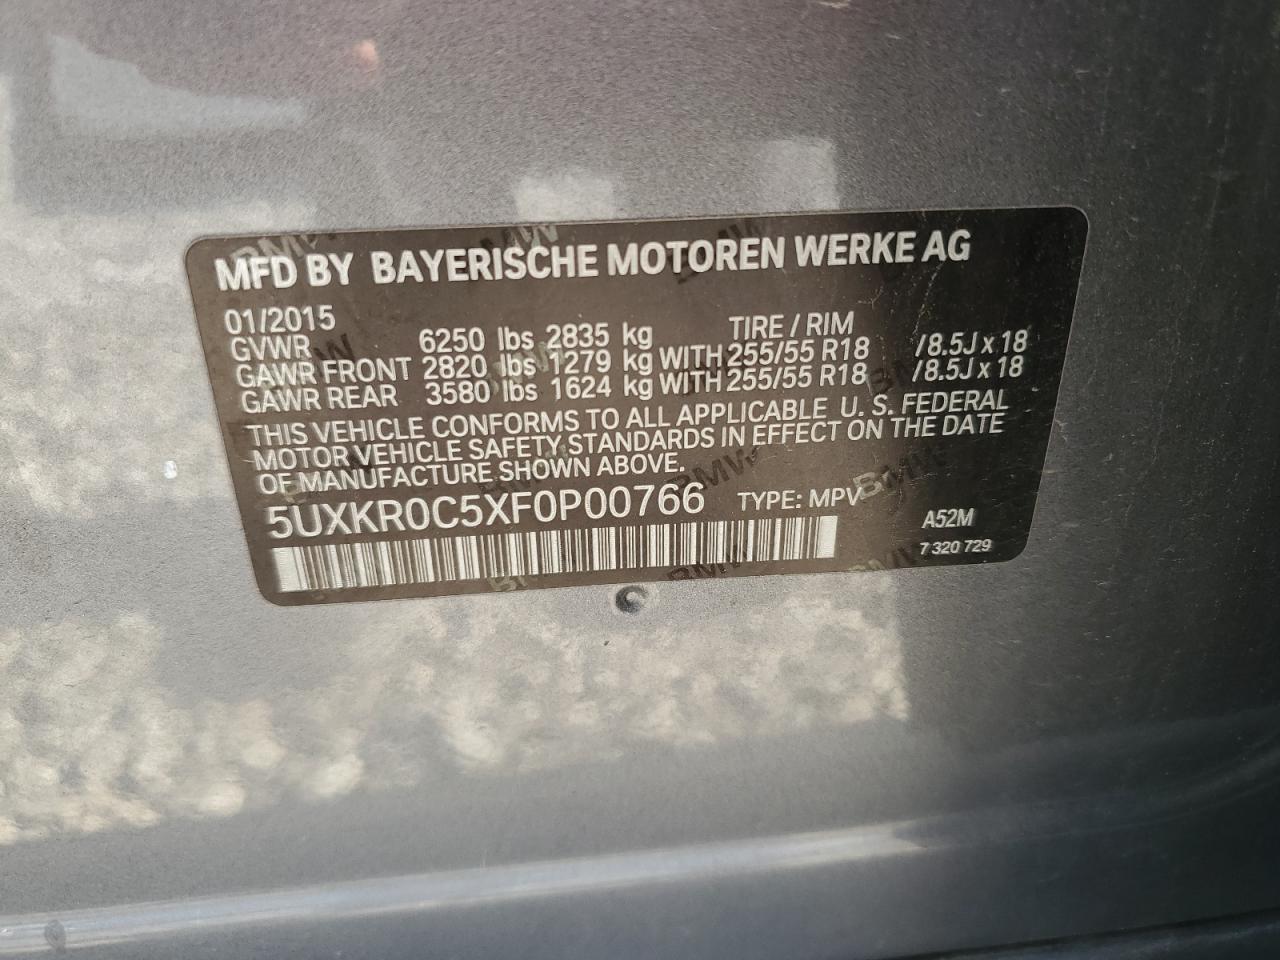 MFD BY BAYERISCHE MOTOREN WERKE AG
01/2015 TIRE / RIM
GVWR 6250 lbs 2835 kg
GAWR FRONT 2820 lbs 1279 kg WITH 255/55 R18 /8.5J x 18
GAWR REAR 3580 lbs 1624 kg WITH 255/55 R18 /8.5J x 18
THIS VEHICLE CONFORMS TO ALL APPLICABLE U. S. FEDERAL
MOTOR VEHICLE SAFETY STANDARDS IN EFFECT ON THE DATE
OF MANUFACTURE SHOWN ABOVE.
5UXKR0C5XF0P00766 TYPE: MPV
A52M
7 320 729